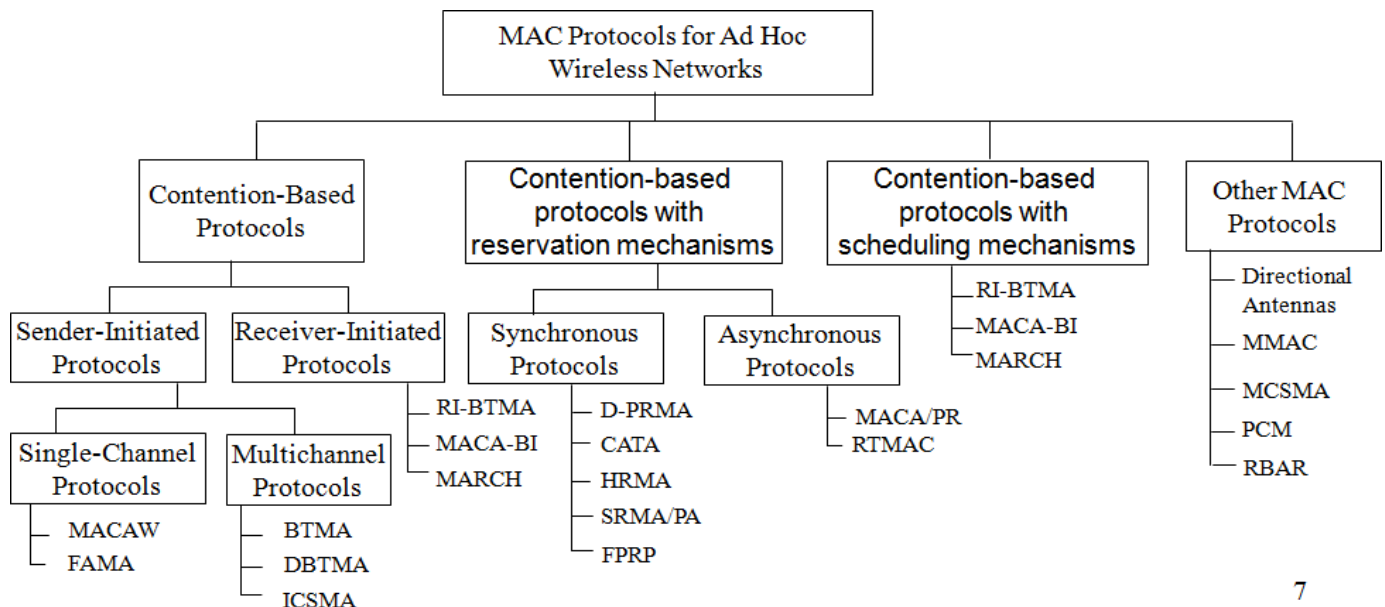 MAC Protocols for Ad Hoc
Wireless Networks
Contention-Based
Protocols
Contention-based
protocols with
reservation mechanisms
Contention-based
protocols with
scheduling mechanisms
Other MAC
Protocols
Sender-Initiated
Protocols
Receiver-Initiated
Protocols
Synchronous
Protocols
Asynchronous
Protocols
RI-BTMA
MACA-BI
MARCH
Directional
Antennas
MMAC
MCSMA
PCM
RBAR
Single-Channel
Protocols
Multichannel
Protocols
RI-BTMA
MACA-BI
MARCH
D-PRMA
CATA
HRMA
SRMA/PA
FPRP
MACA/PR
RTMAC
MACAW
FAMA
BTMA
DBTMA
ICSMA
7